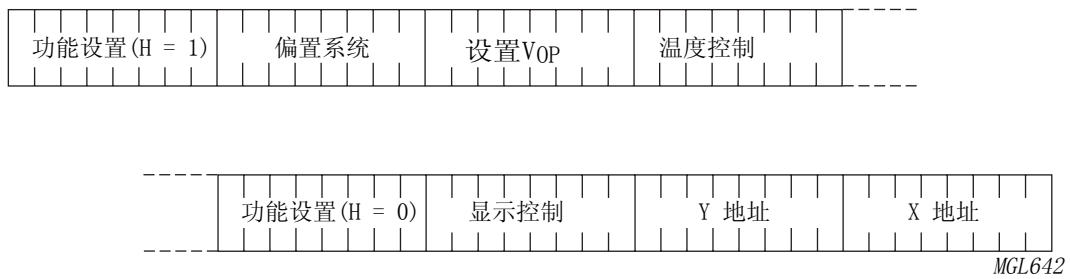 功能设置(H = 1) 偏置系统 设置VOP 温度控制
功能设置(H = 0) 显示控制 Y 地址 X 地址
MGL642